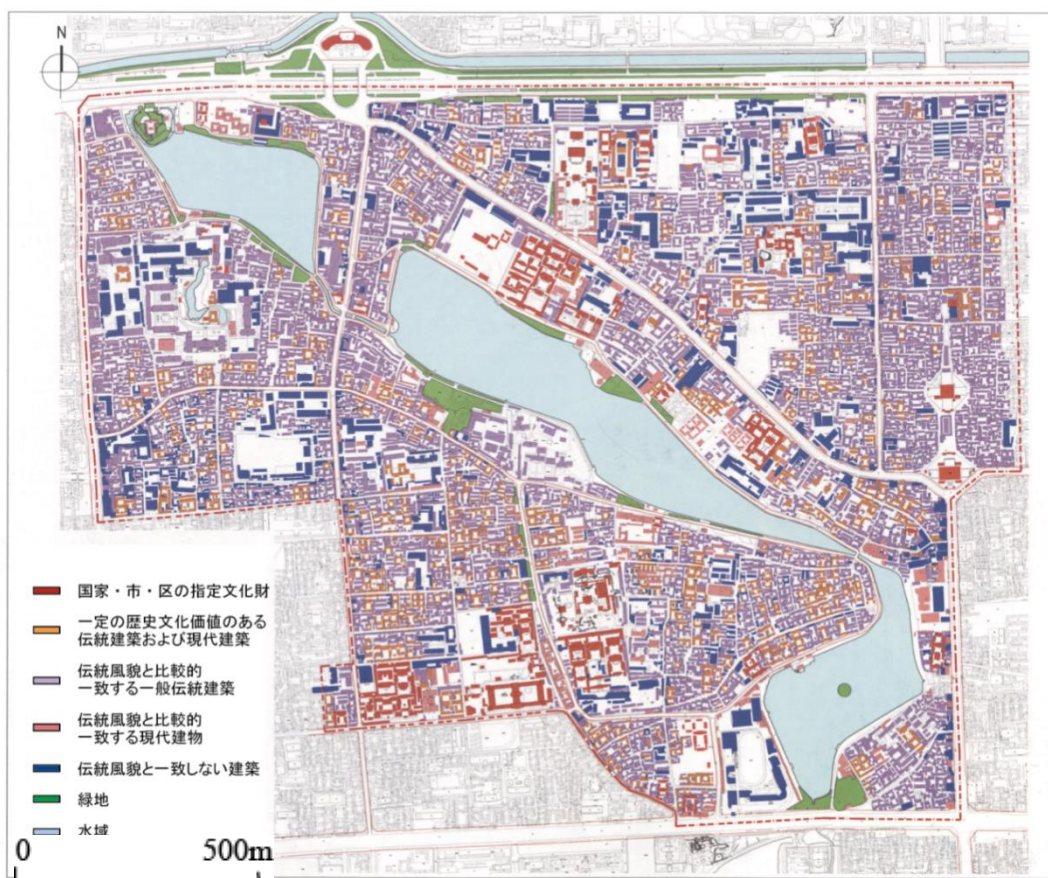 N
国家・市・区の指定文化財
一定の歴史文化価値のある
伝統建築および現代建築
伝統風貌と比較的
一致する一般伝統建築
伝統風貌と比較的
一致する現代建物
伝統風貌と一致しない建築
緑地
水域
0 500m